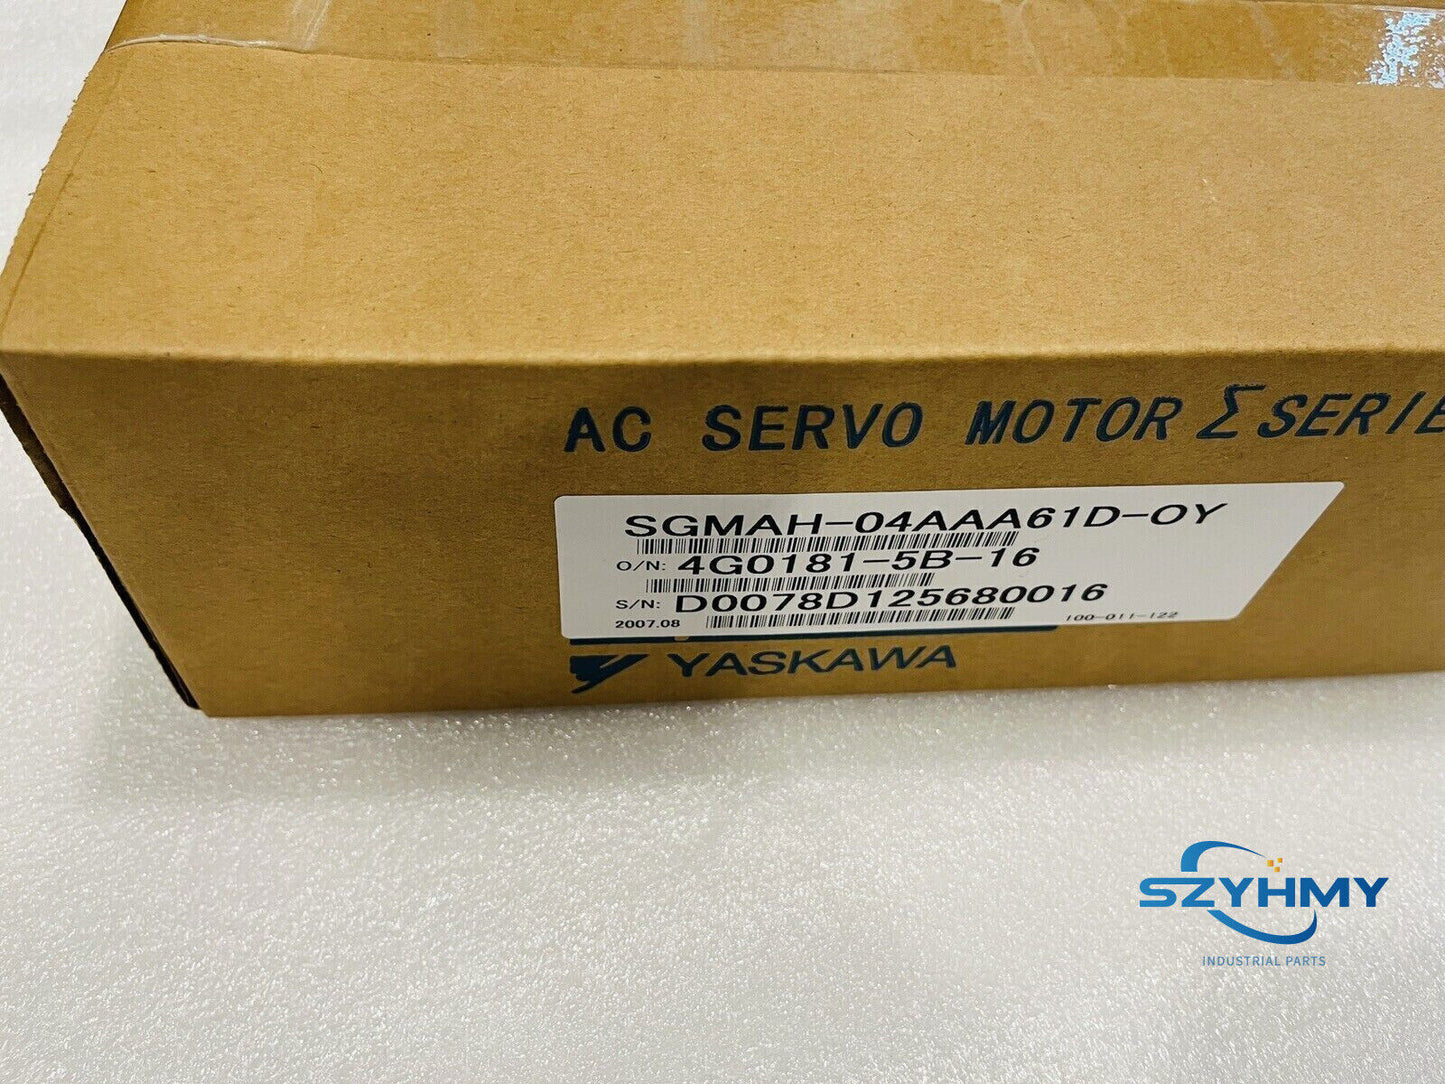 AC SERVO MOTOR Σ SERIE
SGMAH-04AAA61D-OY
O/N: 4G0181-5B-16
S/N: D0078D125680016
2007.08 100-011-122
YASKAWA
SZYHMY
INDUSTRIAL PARTS